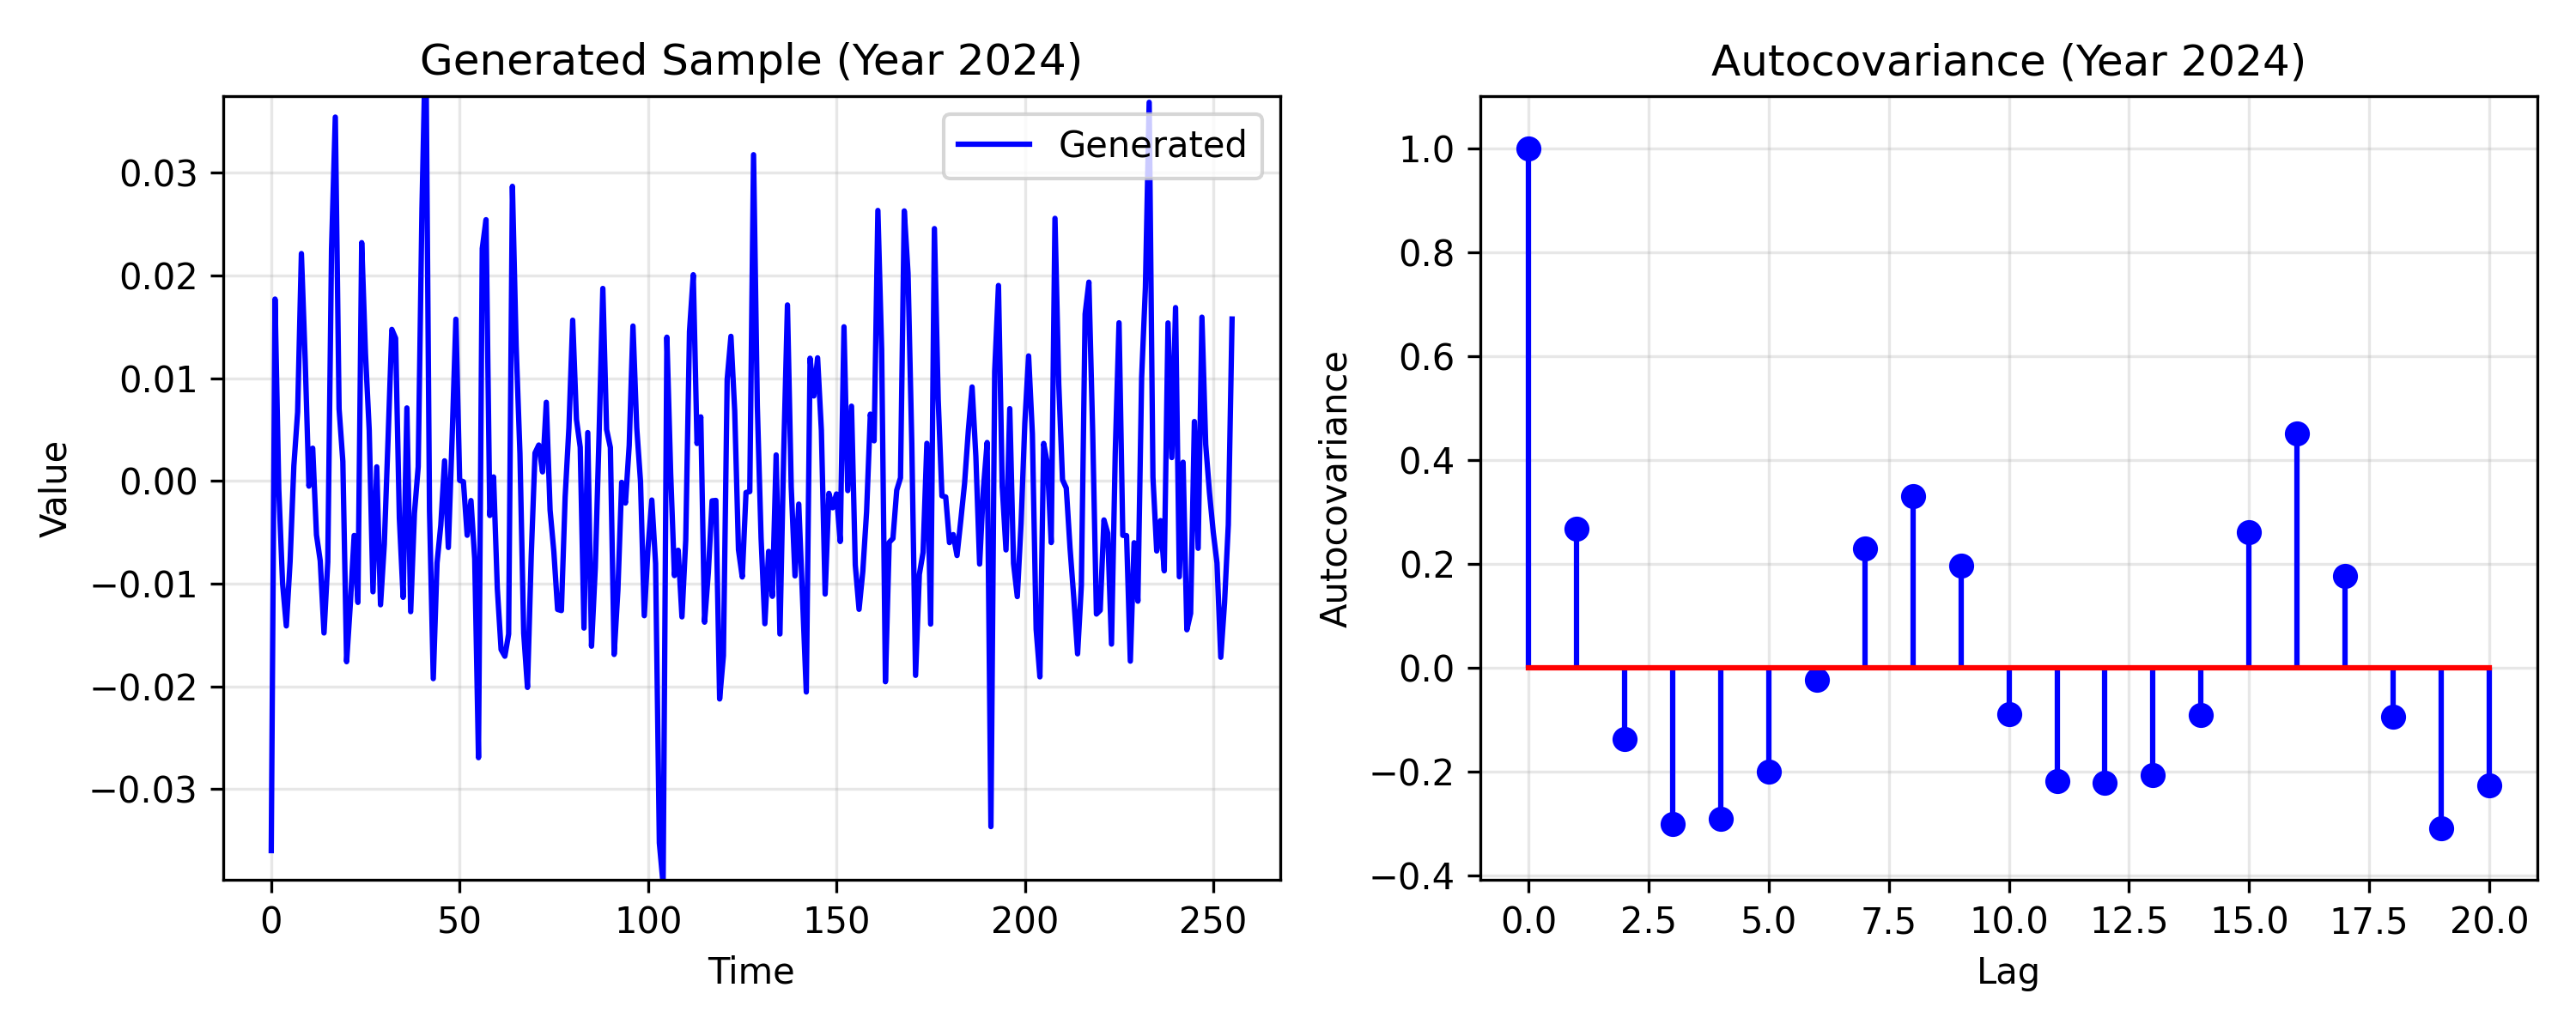 Generated Sample (Year 2024)
Generated
Value
0.03
0.02
0.01
0.00
−0.01
−0.02
−0.03
0 50 100 150 200 250
Time
Autocovariance (Year 2024)
Autocovariance
1.0
0.8
0.6
0.4
0.2
0.0
−0.2
−0.4
0.0 2.5 5.0 7.5 10.0 12.5 15.0 17.5 20.0
Lag